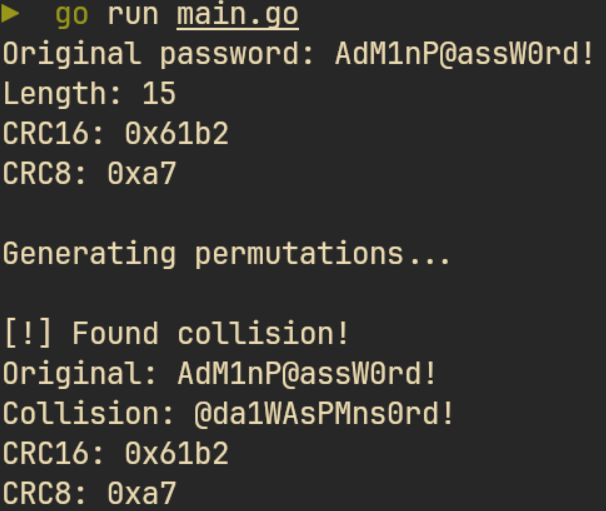 ▶ go run main.go
Original password: AdM1nP@assW0rd!
Length: 15
CRC16: 0x61b2
CRC8: 0xa7
Generating permutations...
[!] Found collision!
Original: AdM1nP@assW0rd!
Collision: @da1WAsPMns0rd!
CRC16: 0x61b2
CRC8: 0xa7